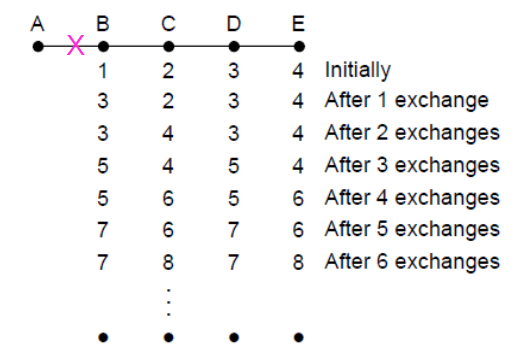 A B C D E
X
1 2 3 4 Initially
3 2 3 4 After 1 exchange
3 4 3 4 After 2 exchanges
5 4 5 4 After 3 exchanges
5 6 5 6 After 4 exchanges
7 6 7 6 After 5 exchanges
7 8 7 8 After 6 exchanges